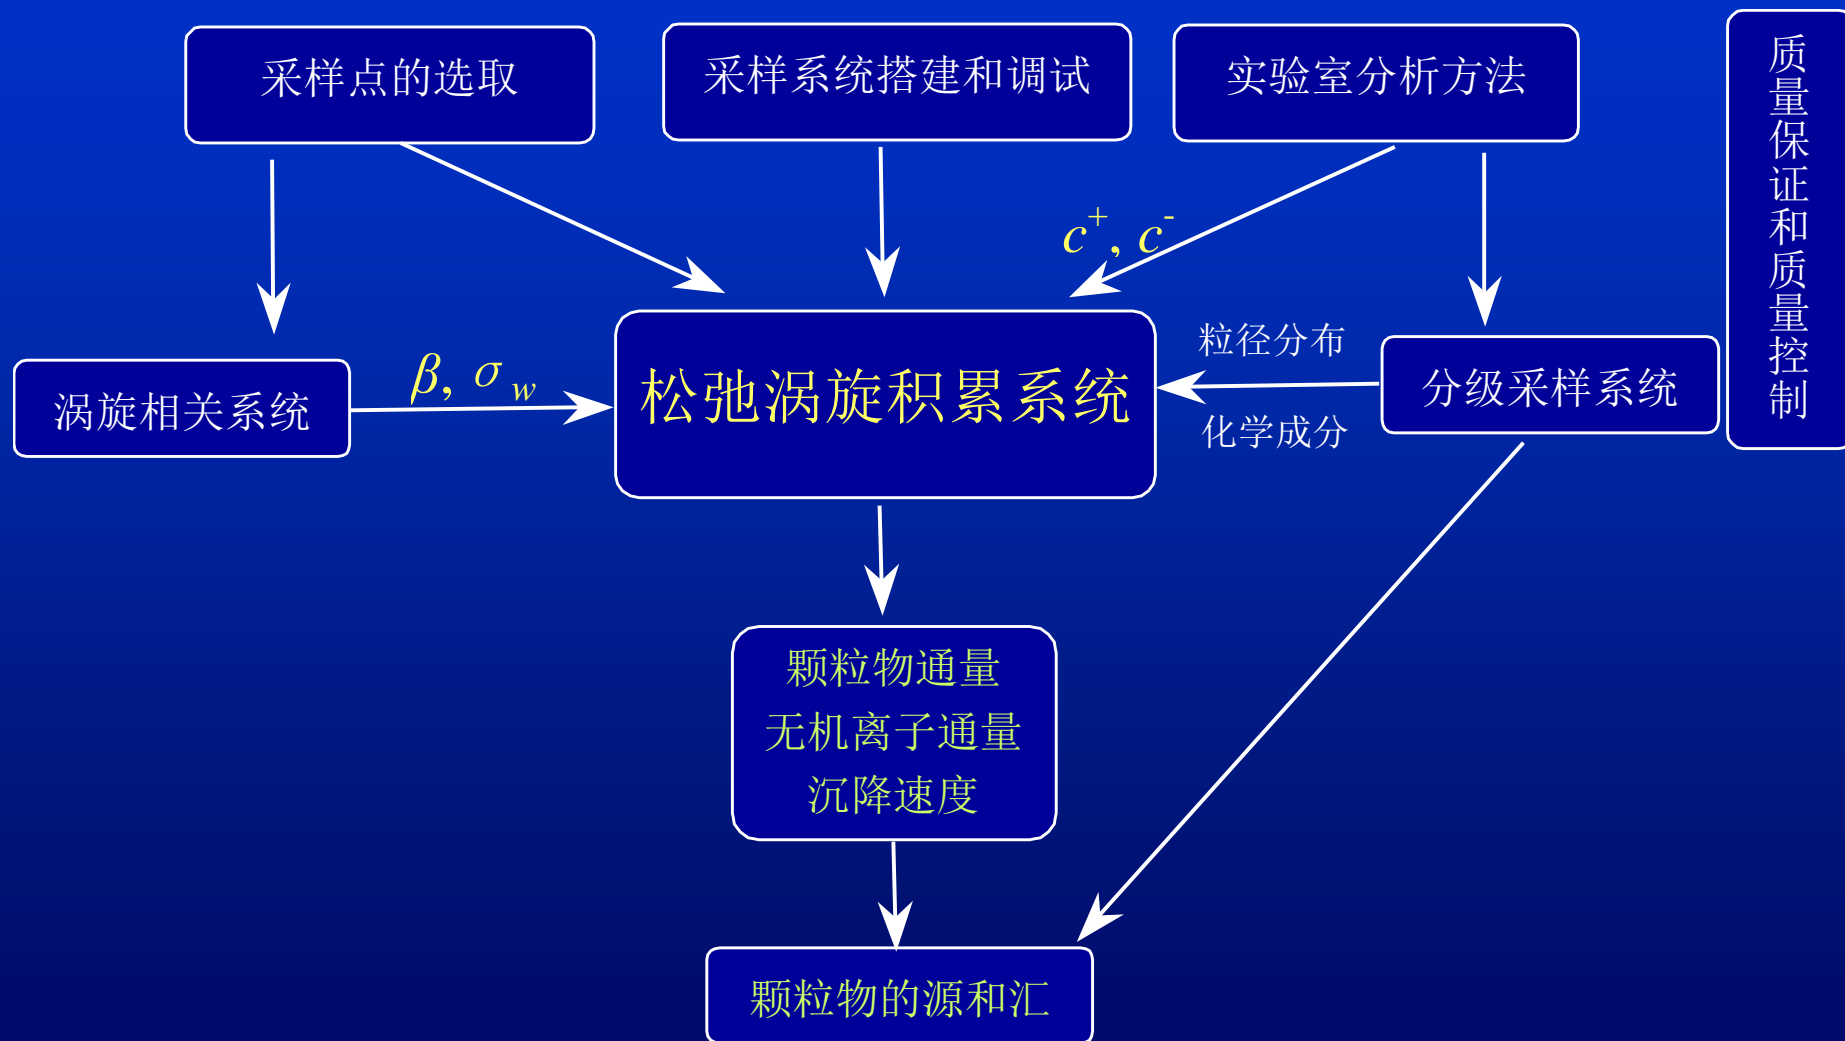 采样点的选取
采样系统搭建和调试
实验室分析方法
质量保证和质量控制
c⁺, c⁻
涡旋相关系统
β, σw
松弛涡旋积累系统
粒径分布
化学成分
分级采样系统
颗粒物通量
无机离子通量
沉降速度
颗粒物的源和汇